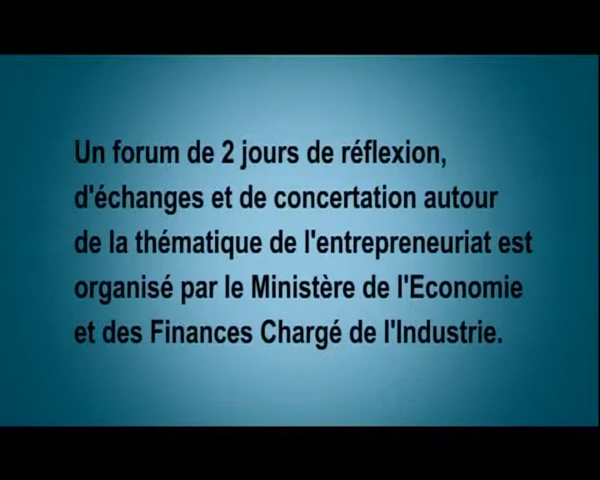 Un forum de 2 jours de réflexion,
d'échanges et de concertation autour
de la thématique de l'entrepreneuriat est
organisé par le Ministère de l'Economie
et des Finances Chargé de l'Industrie.